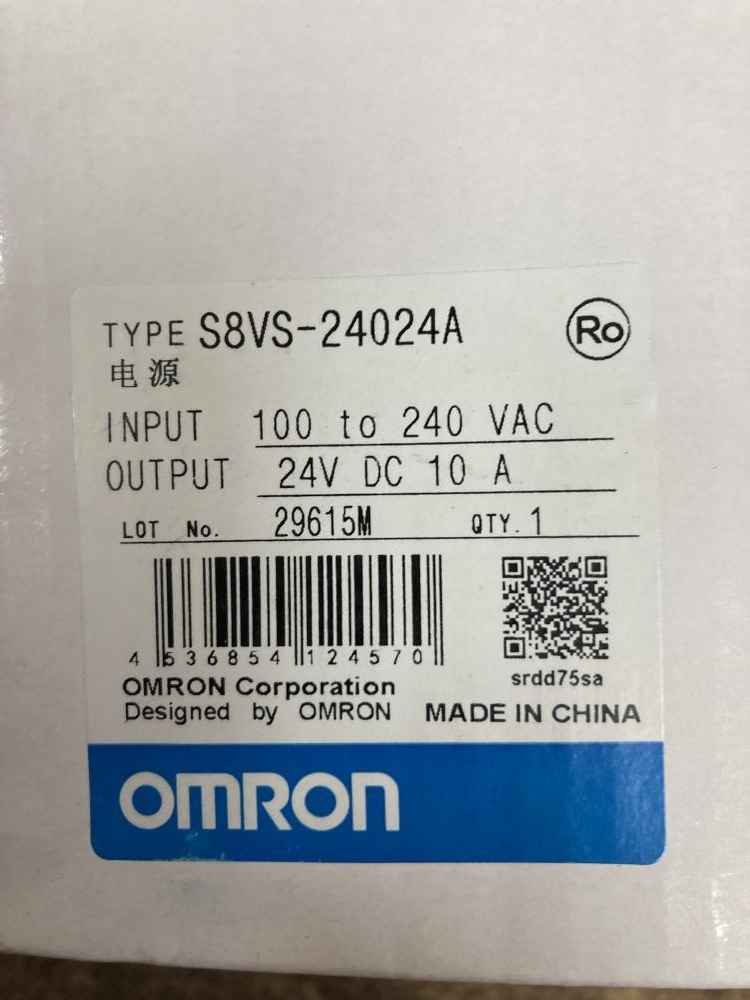 TYPE S8VS-24024A
Ro
电源
INPUT 100 to 240 VAC
OUTPUT 24V DC 10 A
LOT No. 29615M QTY. 1
4 536854 124570
srdd75sa
OMRON Corporation
Designed by OMRON MADE IN CHINA
OMRON